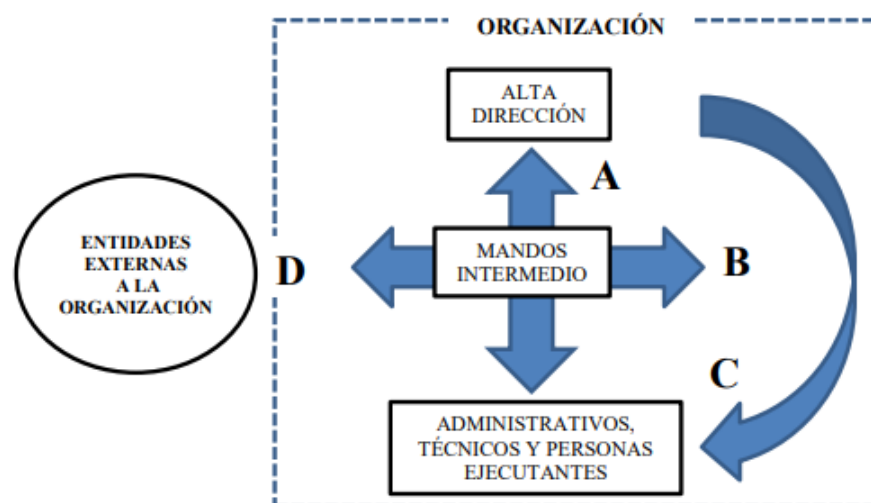 ORGANIZACIÓN
ALTA
DIRECCIÓN
A
ENTIDADES
EXTERNAS
A LA
ORGANIZACIÓN
D
MANDOS
INTERMEDIO
B
C
ADMINISTRATIVOS,
TÉCNICOS Y PERSONAS
EJECUTANTES